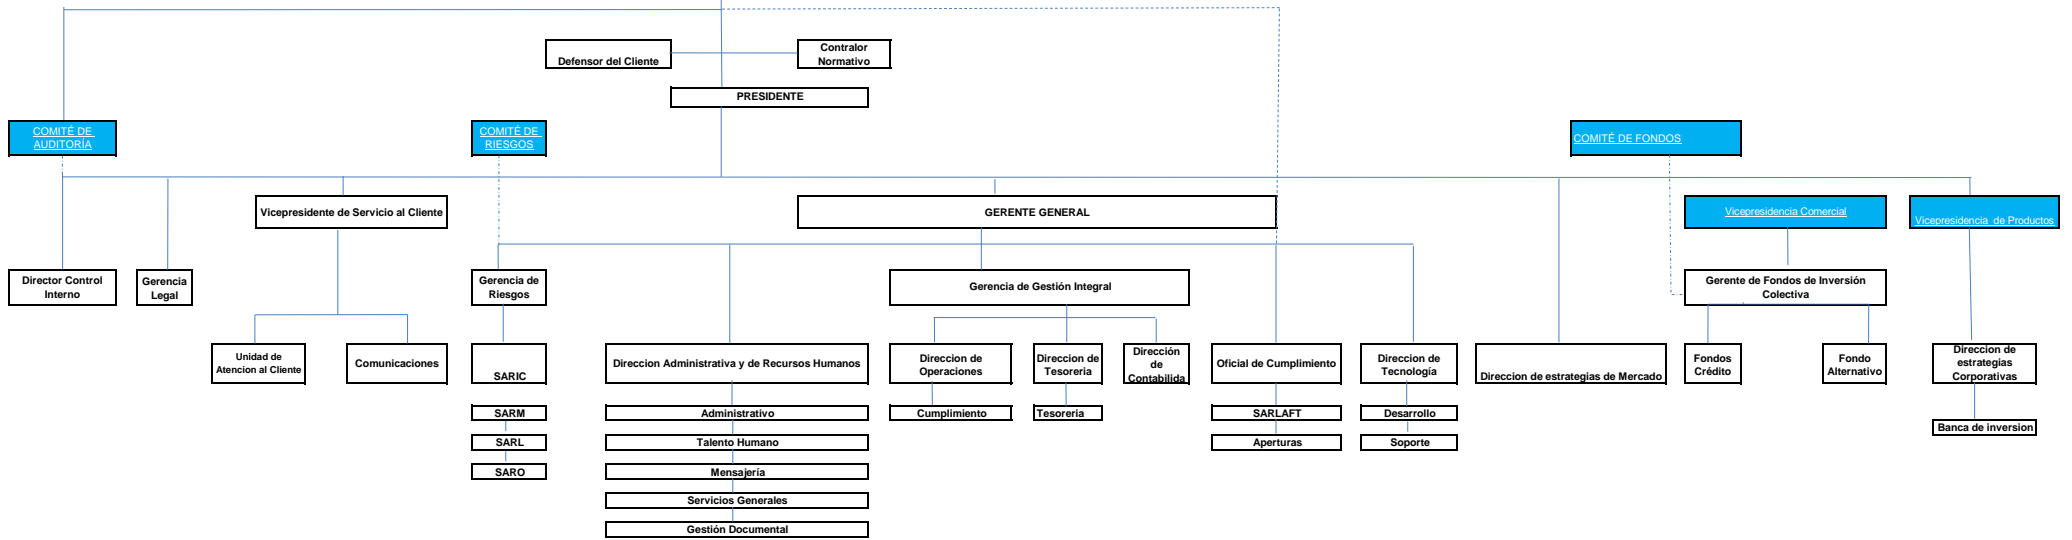 Defensor del Cliente
Contralor
Normativo
PRESIDENTE
COMITÉ DE
AUDITORÍA
COMITÉ DE
RIESGOS
COMITÉ DE FONDOS
Vicepresidente de Servicio al Cliente
GERENTE GENERAL
Vicepresidencia Comercial
Vicepresidencia de Productos
Director Control
Interno
Gerencia
Legal
Gerencia de
Riesgos
Gerencia de Gestión Integral
Gerente de Fondos de Inversión
Colectiva
Unidad de
Atencion al Cliente
Comunicaciones
SARIC
Direccion Administrativa y de Recursos Humanos
Direccion de
Operaciones
Direccion de
Tesoreria
Dirección
de
Contabilida
Oficial de Cumplimiento
Direccion de
Tecnología
Direccion de estrategias de Mercado
Fondos
Crédito
Fondo
Alternativo
Direccion de
estrategias
Corporativas
SARM
Administrativo
Cumplimiento
Tesorería
SARLAFT
Desarrollo
Banca de inversion
SARL
Talento Humano
Aperturas
Soporte
SARO
Mensajería
Servicios Generales
Gestión Documental